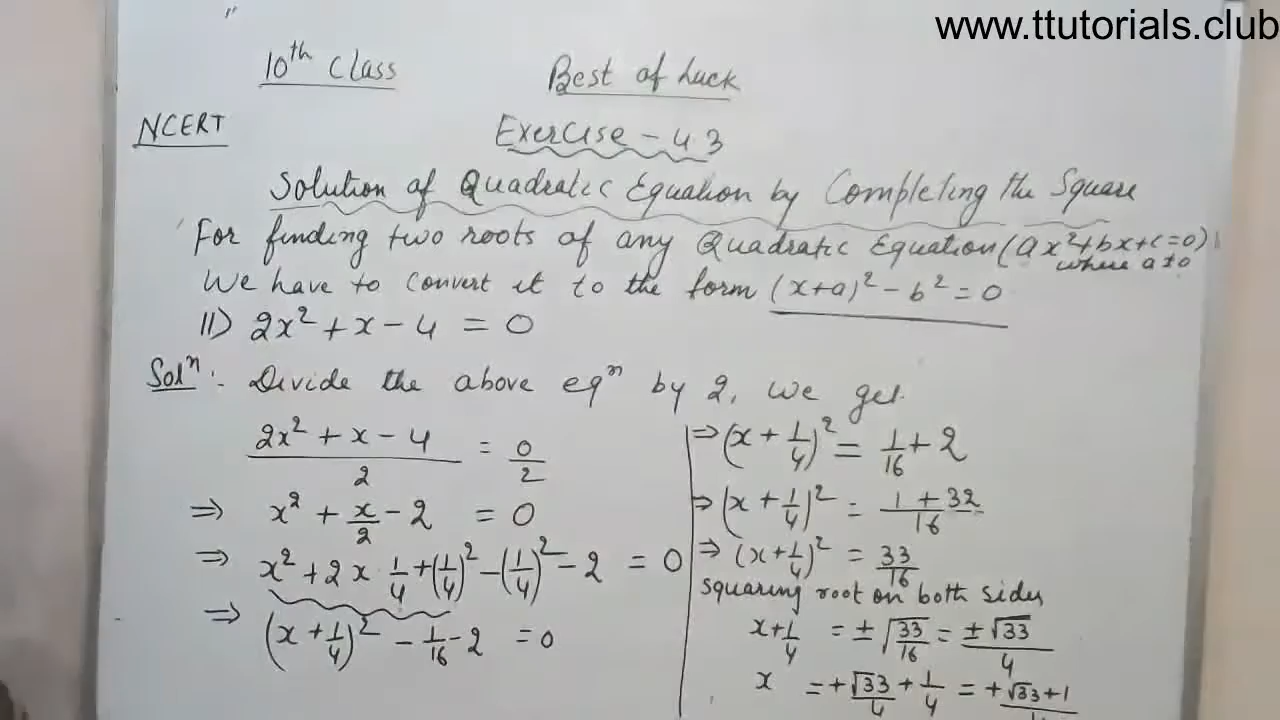 www.ttutorials.club
10th Class Best of Luck
NCERT
Exercise - 4.3
Solution of Quadratic Equation by Completing the Square
For finding two roots of any Quadratic Equation (ax²+bx+c=0)
where a≠0
We have to convert it to the form (x+a)² - b² = 0
II) 2x² + x - 4 = 0
Solⁿ:- Divide the above eqⁿ by 2, we get
(2x² + x - 4)/2 = 0/2
⇒ x² + x/2 - 2 = 0
⇒ x² + 2x · 1/4 + (1/4)² - (1/4)² - 2 = 0
⇒ (x + 1/4)² - 1/16 - 2 = 0
⇒ (x + 1/4)² = 1/16 + 2
⇒ (x + 1/4)² = (1 + 32)/16
⇒ (x + 1/4)² = 33/16
squaring root on both sides
x + 1/4 = ± √(33/16) = ±√33/4
x = +√33/4 + 1/4 = +√33+1